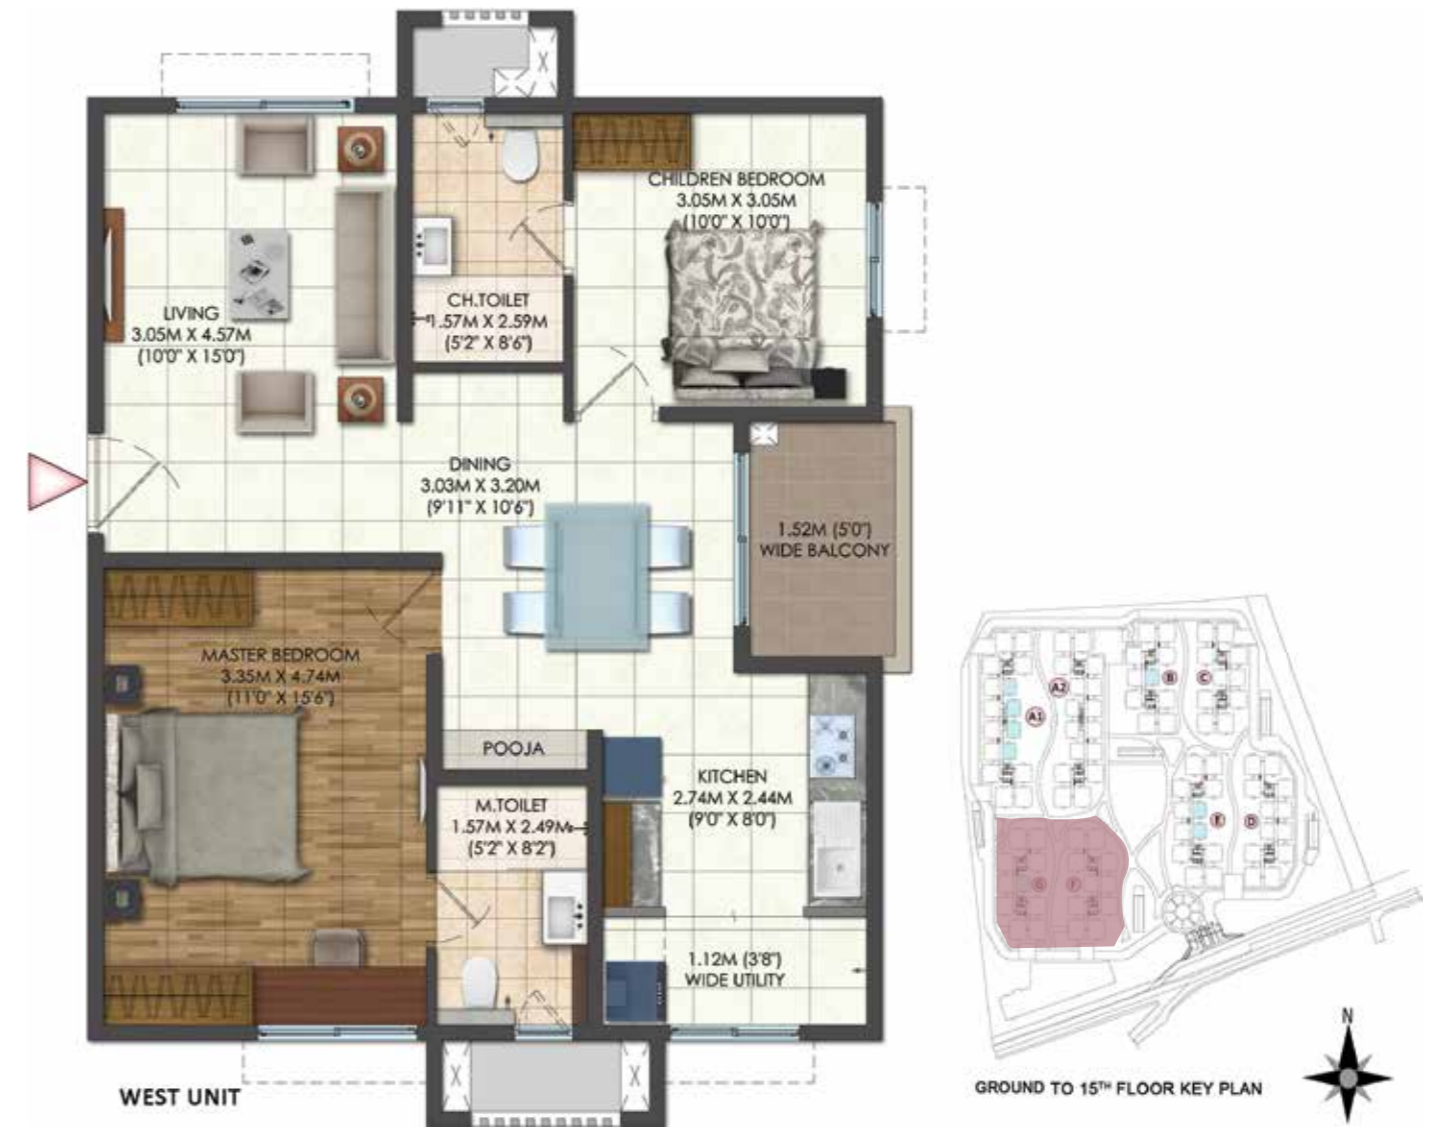 CHILDREN BEDROOM
3.05M X 3.05M
(10'0" X 10'0")
LIVING
3.05M X 4.57M
(10'0" X 15'0")
CH.TOILET
1.57M X 2.59M
(5'2" X 8'6")
DINING
3.03M X 3.20M
(9'11" X 10'6")
1.52M (5'0")
WIDE BALCONY
MASTER BEDROOM
3.35M X 4.74M
(11'0" X 15'6")
POOJA
M.TOILET
1.57M X 2.49M
(5'2" X 8'2")
KITCHEN
2.74M X 2.44M
(9'0" X 8'0")
1.12M (3'8")
WIDE UTILITY
WEST UNIT
A2
A1
B
C
E
D
G
F
N
GROUND TO 15TH FLOOR KEY PLAN